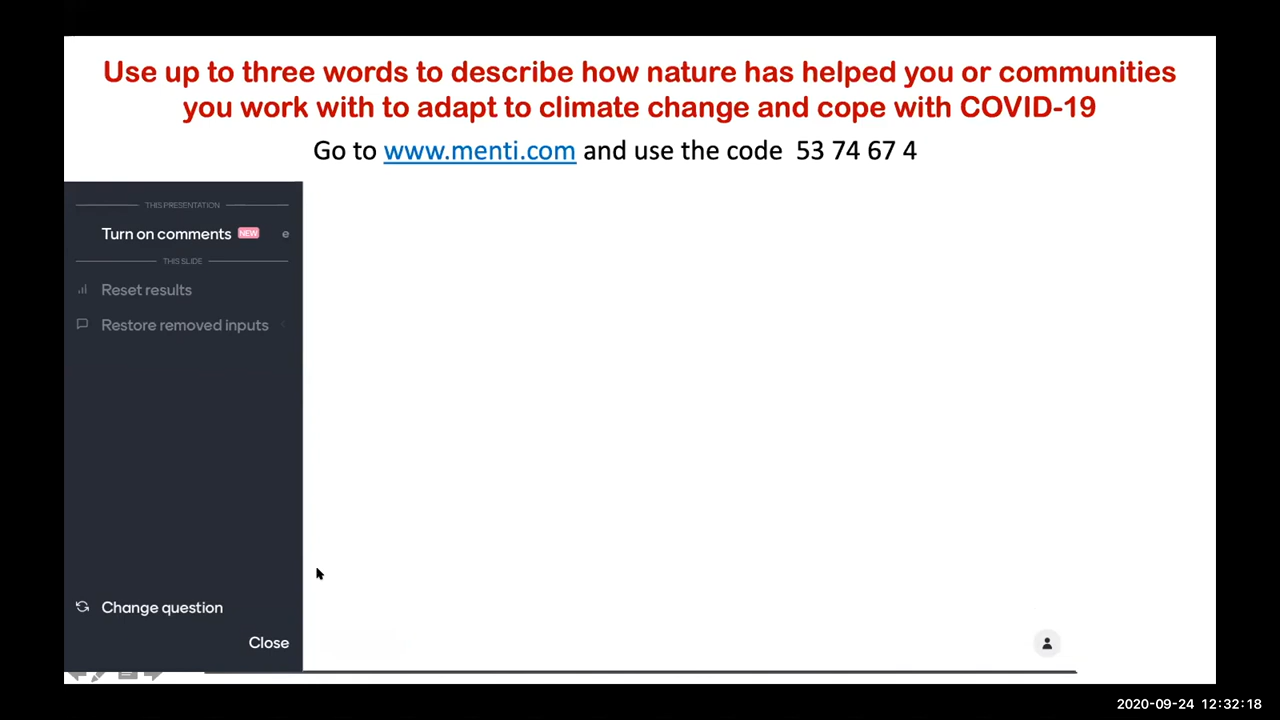 Use up to three words to describe how nature has helped you or communities
you work with to adapt to climate change and cope with COVID-19
Go to www.menti.com and use the code 53 74 67 4
THIS PRESENTATION
Turn on comments NEW e
THIS SLIDE
Reset results
Restore removed inputs
Change question
Close
2020-09-24 12:32:18